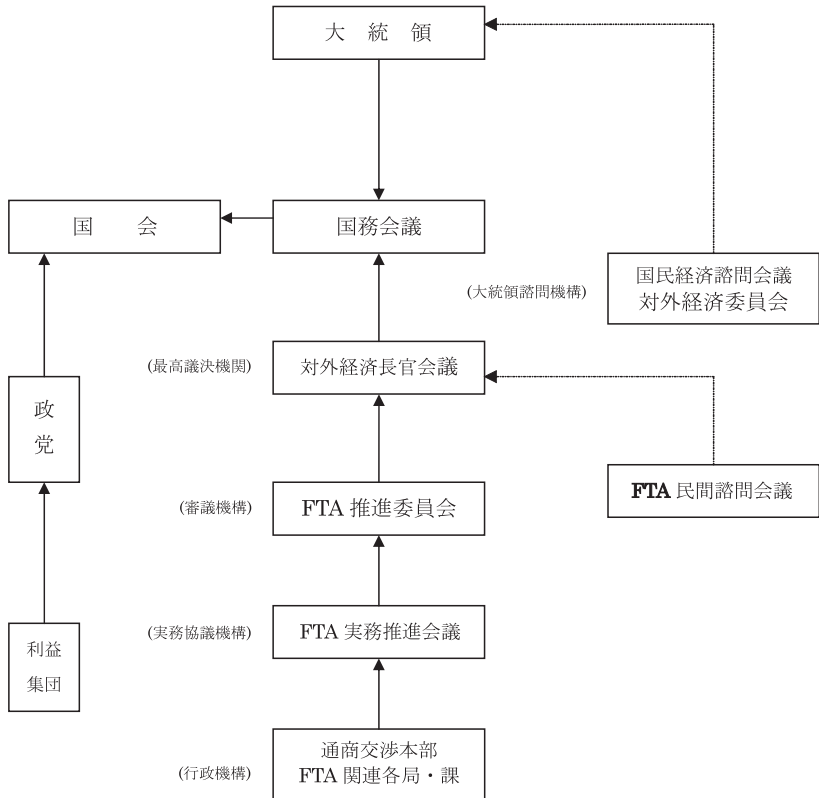 大　統　領
国　　会
国務会議
(大統領諮問機構)
国民経済諮問会議
対外経済委員会
(最高議決機関)
対外経済長官会議
政
党
(審議機構)
FTA 推進委員会
FTA 民間諮問会議
(実務協議機構)
FTA 実務推進会議
利益
集団
(行政機構)
通商交渉本部
FTA 関連各局・課